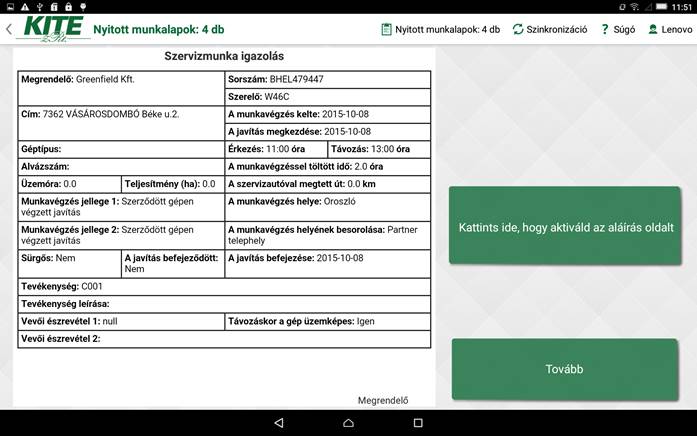 11:51
KITE
Zrt.
Nyitott munkalapok: 4 db
Nyitott munkalapok: 4 db
Szinkronizáció
? Súgó
Lenovo
Szervizmunka igazolás
Megrendelő: Greenfield Kft.
Sorszám: BHEL479447
Szerelő: W46C
Cím: 7362 VÁSÁROSDOMBÓ Béke u.2.
A munkavégzés kelte: 2015-10-08
A javítás megkezdése: 2015-10-08
Géptípus:
Érkezés: 11:00 óra
Távozás: 13:00 óra
Alvázszám:
A munkavégzéssel töltött idő: 2.0 óra
Üzemóra: 0.0
Teljesítmény (ha): 0.0
A szervizautóval megtett út: 0.0 km
Munkavégzés jellege 1: Szerződött gépen
végzett javítás
A munkavégzés helye: Oroszló
Munkavégzés jellege 2: Szerződött gépen
végzett javítás
A munkavégzés helyének besorolása: Partner
telephely
Sürgős: Nem
A javítás befejeződött:
Nem
A javítás befejezése: 2015-10-08
Tevékenység: C001
Tevékenység leírása:
Vevői észrevétel 1: null
Távozáskor a gép üzemképes: Igen
Vevői észrevétel 2:
Megrendelő
Kattints ide, hogy aktiváld az aláírás oldalt
Tovább